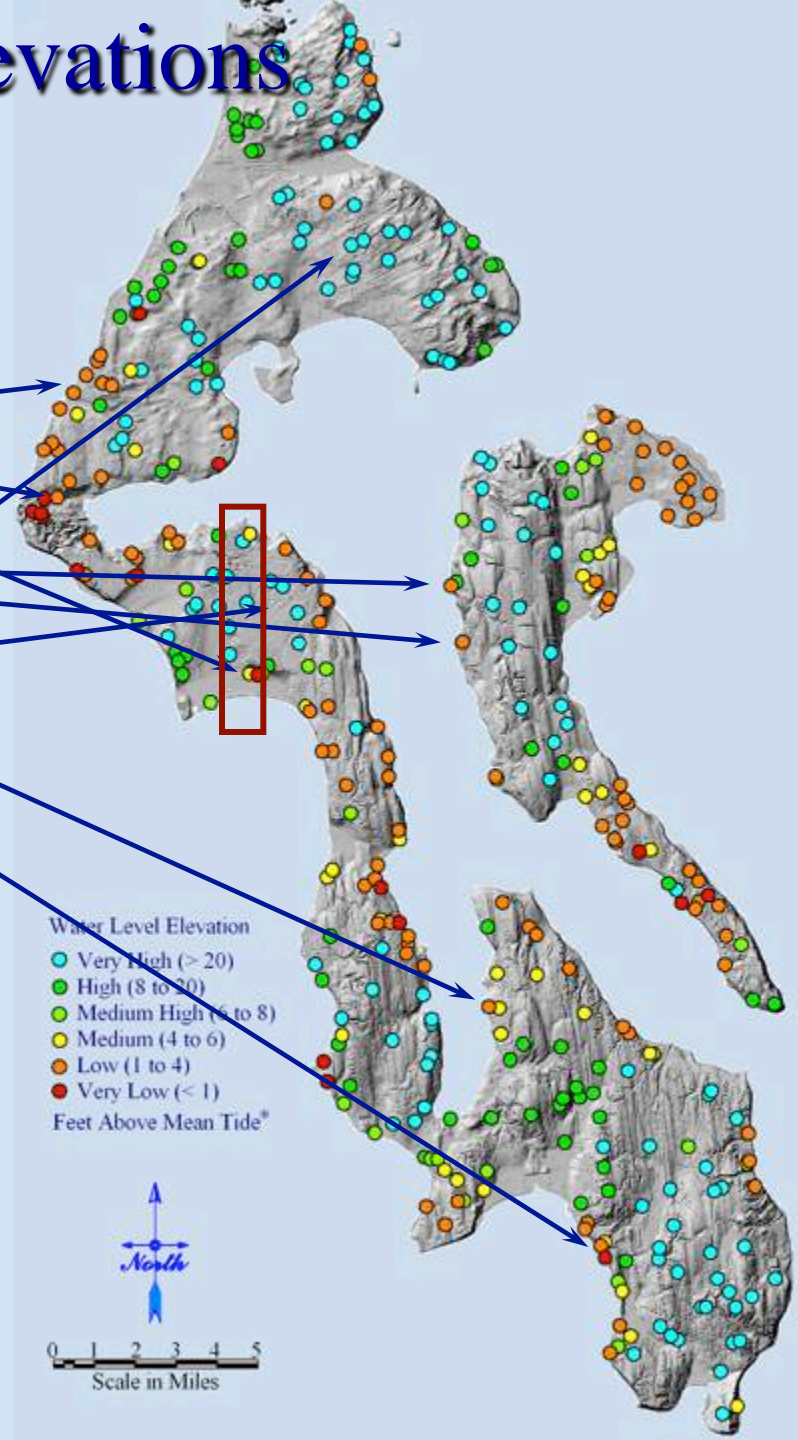 evations
Water Level Elevation
Very High (> 20)
High (8 to 20)
Medium High (6 to 8)
Medium (4 to 6)
Low (1 to 4)
Very Low (< 1)
Feet Above Mean Tide*
North
0 1 2 3 4 5
Scale in Miles